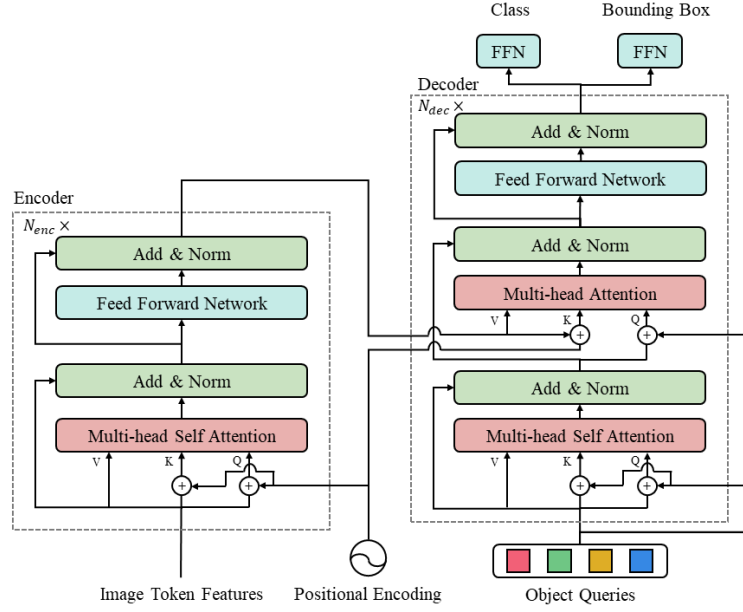 Class
Bounding Box
FFN
FFN
Decoder
N_dec ×
Add & Norm
Feed Forward Network
Add & Norm
Multi-head Attention
V
K
Q
Add & Norm
Multi-head Self Attention
V
K
Q
Object Queries
Encoder
N_enc ×
Add & Norm
Feed Forward Network
Add & Norm
Multi-head Self Attention
V
K
Q
Image Token Features
Positional Encoding